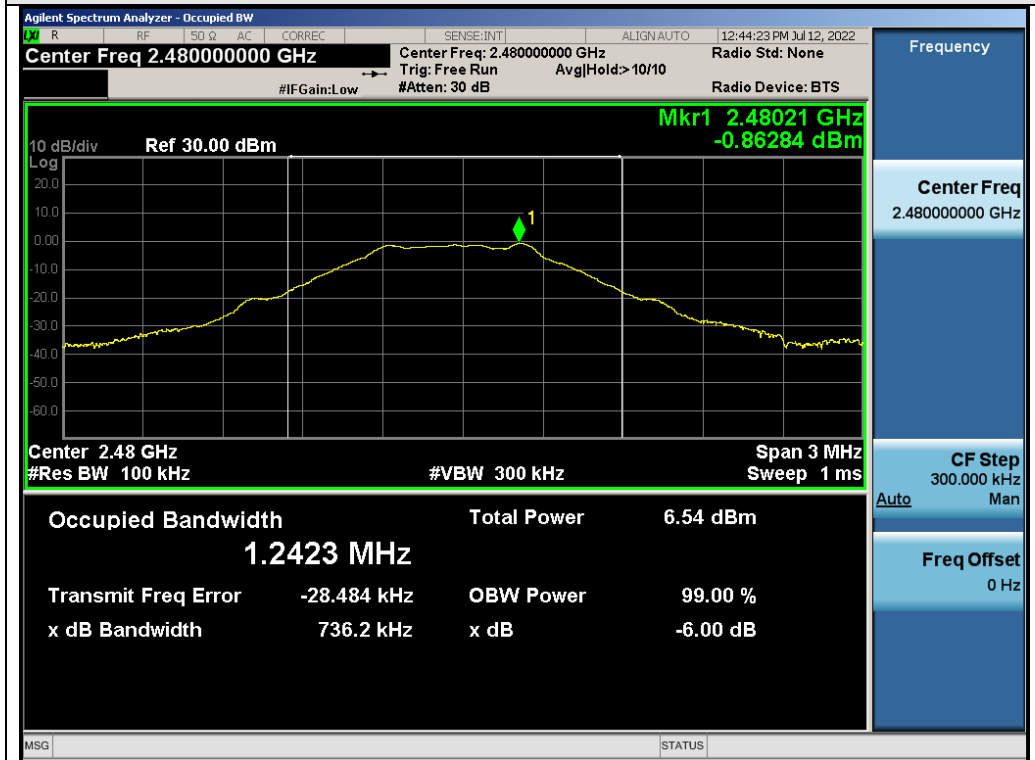 Agilent Spectrum Analyzer - Occupied BW
LXI R RF 50 Ω AC CORREC SENSE:INT ALIGN AUTO 12:44:23 PM Jul 12, 2022
Center Freq 2.480000000 GHz Center Freq: 2.480000000 GHz Radio Std: None
Trig: Free Run Avg|Hold:> 10/10
#IFGain:Low #Atten: 30 dB Radio Device: BTS
Frequency
Mkr1 2.48021 GHz
10 dB/div Ref 30.00 dBm -0.86284 dBm
Log
20.0
10.0
1
0.00
-10.0
-20.0
-30.0
-40.0
-50.0
-60.0
Center 2.48 GHz Span 3 MHz
#Res BW 100 kHz #VBW 300 kHz Sweep 1 ms
Center Freq
2.480000000 GHz
CF Step
300.000 kHz
Auto Man
Freq Offset
0 Hz
Occupied Bandwidth Total Power 6.54 dBm
1.2423 MHz
Transmit Freq Error -28.484 kHz OBW Power 99.00 %
x dB Bandwidth 736.2 kHz x dB -6.00 dB
MSG STATUS